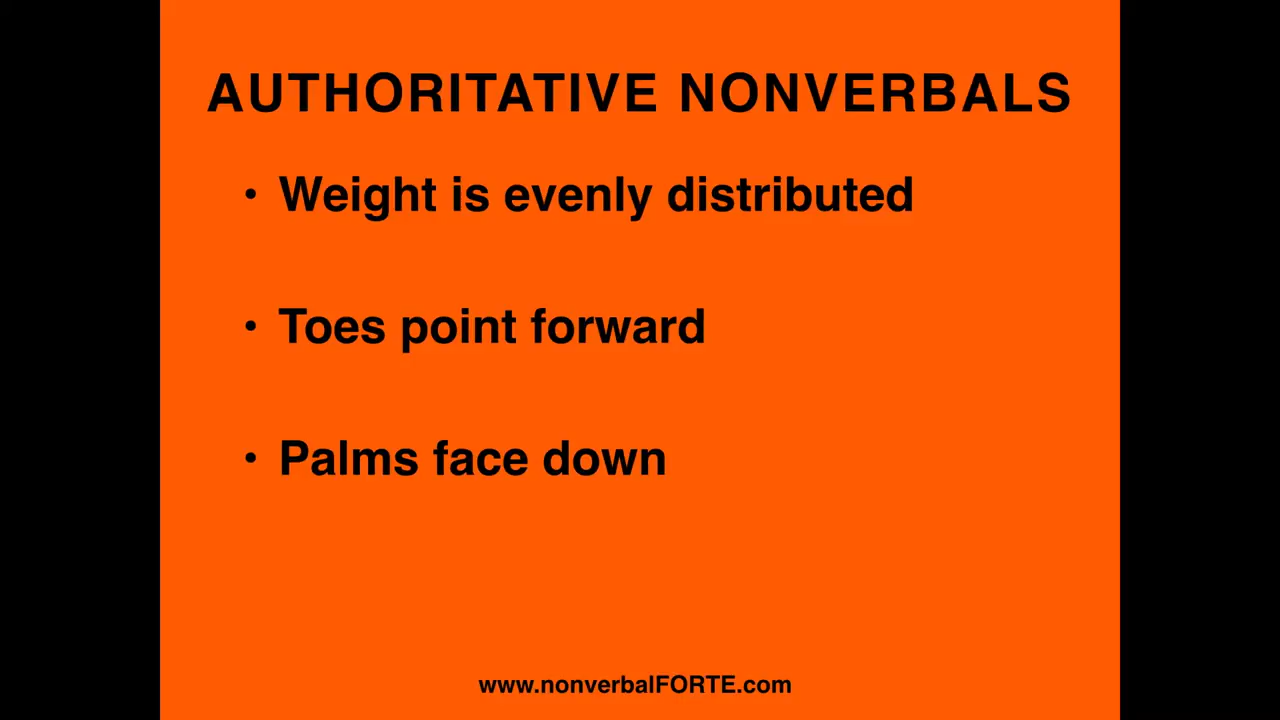 AUTHORITATIVE NONVERBALS
• Weight is evenly distributed
• Toes point forward
• Palms face down
www.nonverbalFORTE.com